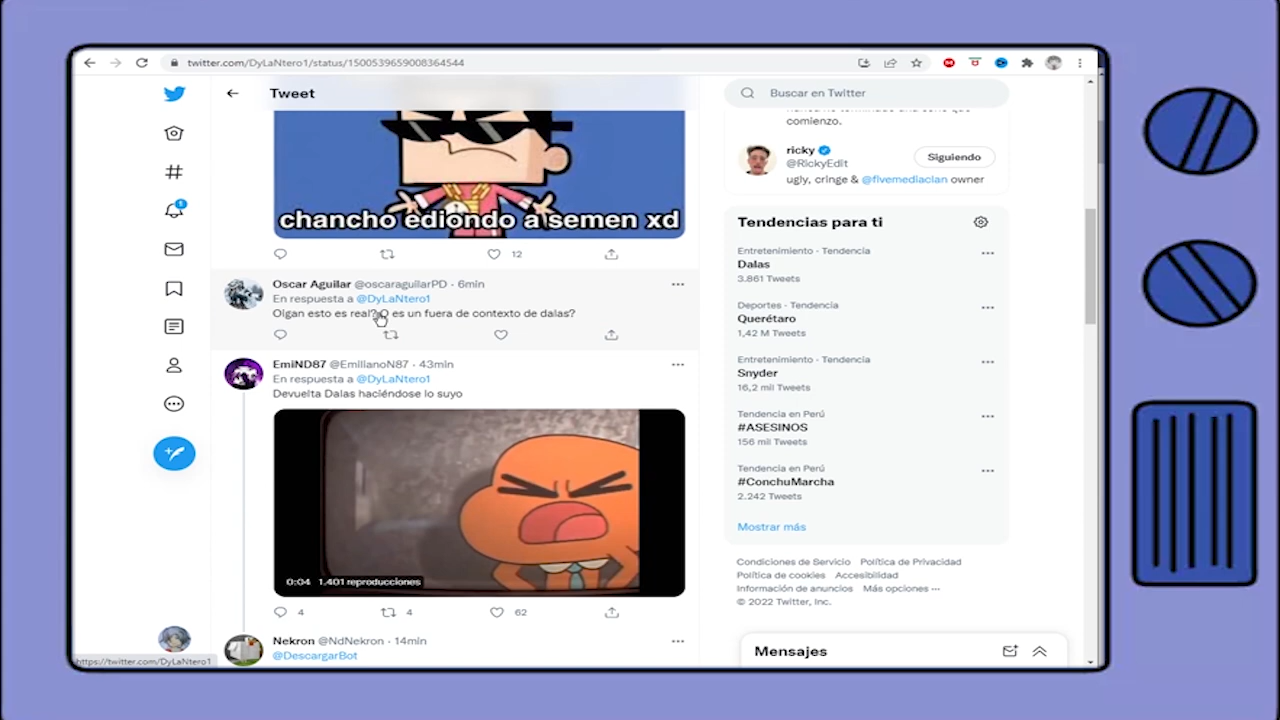 twitter.com/DyLaNtero1/status/1500539659008364544
Tweet
Buscar en Twitter
chancho ediondo a semen xd
12
Oscar Aguilar @oscaraguilarPD · 6min
En respuesta a @DyLaNtero1
Oigan esto es real? O es un fuera de contexto de dalas?
EmiND87 @EmilianoN87 · 43min
En respuesta a @DyLaNtero1
Devuelta Dalas haciéndose lo suyo
0:04 1.401 reproducciones
4
4
62
Nekron @NdNekron · 14min
@DescargarBot
comienzo.
ricky
@RickyEdit
Siguiendo
ugly, cringe & @fivemediaclan owner
Tendencias para ti
Entretenimiento · Tendencia
Dalas
3.861 Tweets
Deportes · Tendencia
Querétaro
1,42 M Tweets
Entretenimiento · Tendencia
Snyder
16,2 mil Tweets
Tendencia en Perú
#ASESINOS
156 mil Tweets
Tendencia en Perú
#ConchuMarcha
2.242 Tweets
Mostrar más
Condiciones de Servicio Política de Privacidad
Política de cookies Accesibilidad
Información de anuncios Más opciones ···
© 2022 Twitter, Inc.
Mensajes
1
https://twitter.com/DyLaNtero1